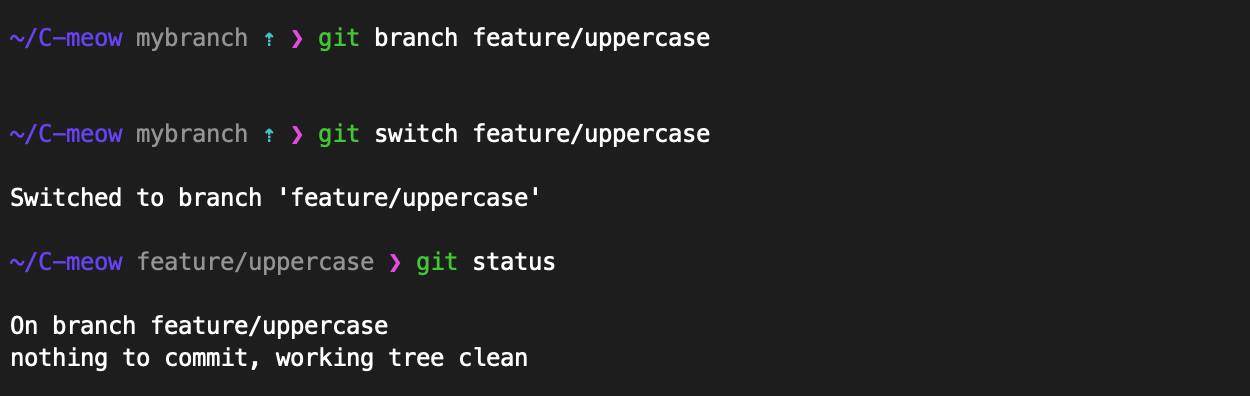 ~/C-meow mybranch ⇡ ❯ git branch feature/uppercase
~/C-meow mybranch ⇡ ❯ git switch feature/uppercase
Switched to branch 'feature/uppercase'
~/C-meow feature/uppercase ❯ git status
On branch feature/uppercase
nothing to commit, working tree clean